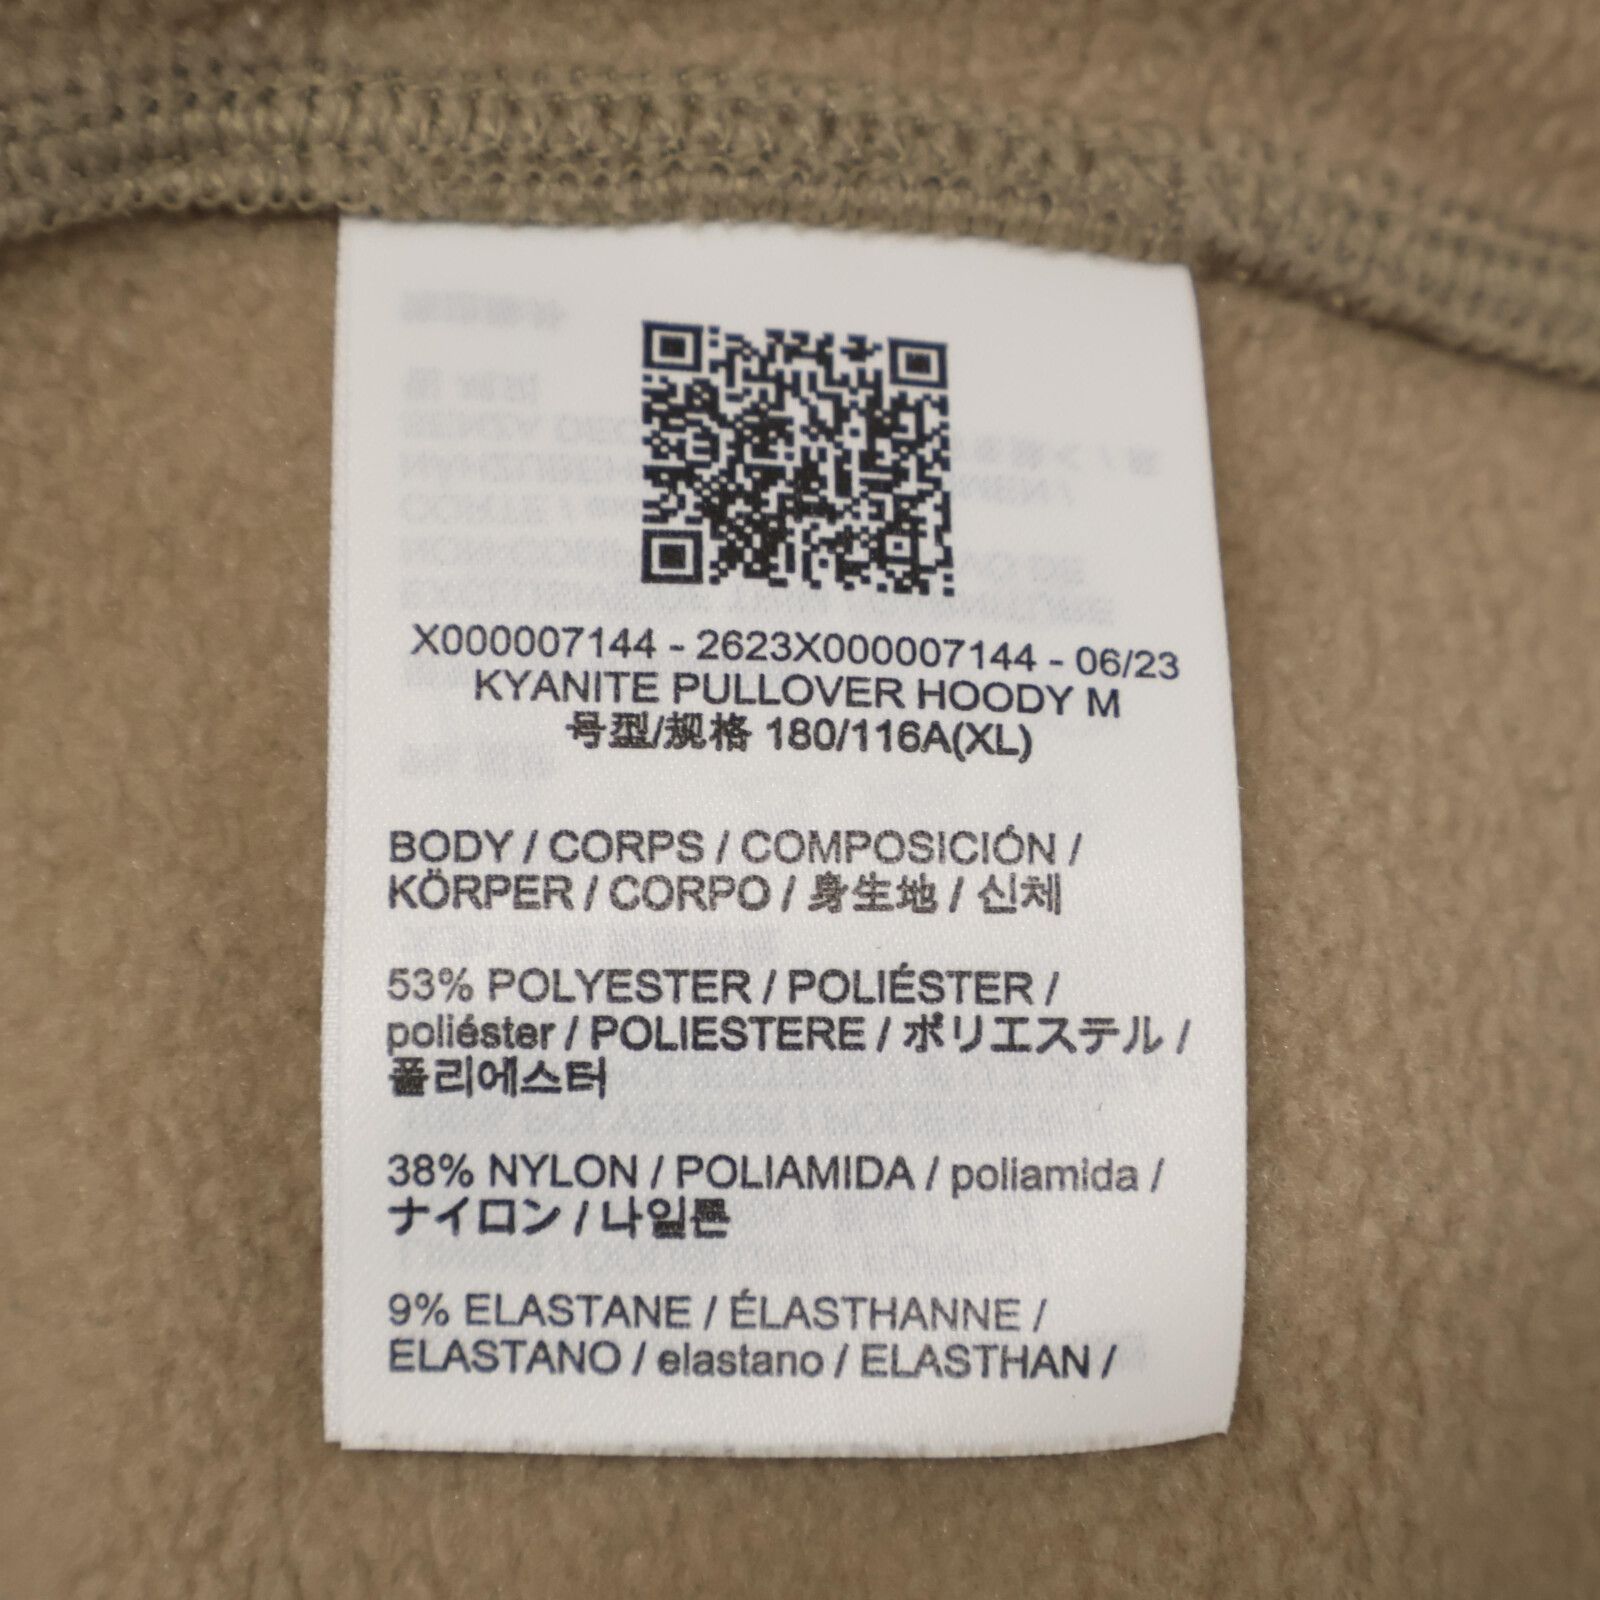 X000007144 - 2623X000007144 - 06/23
KYANITE PULLOVER HOODY M
号型/规格 180/116A(XL)
BODY / CORPS / COMPOSICIÓN /
KÖRPER / CORPO / 身生地 / 신체
53% POLYESTER / POLIÉSTER /
poliéster / POLIESTERE / ポリエステル /
폴리에스터
38% NYLON / POLIAMIDA / poliamida /
ナイロン / 나일론
9% ELASTANE / ÉLASTHANNE /
ELASTANO / elastano / ELASTHAN /